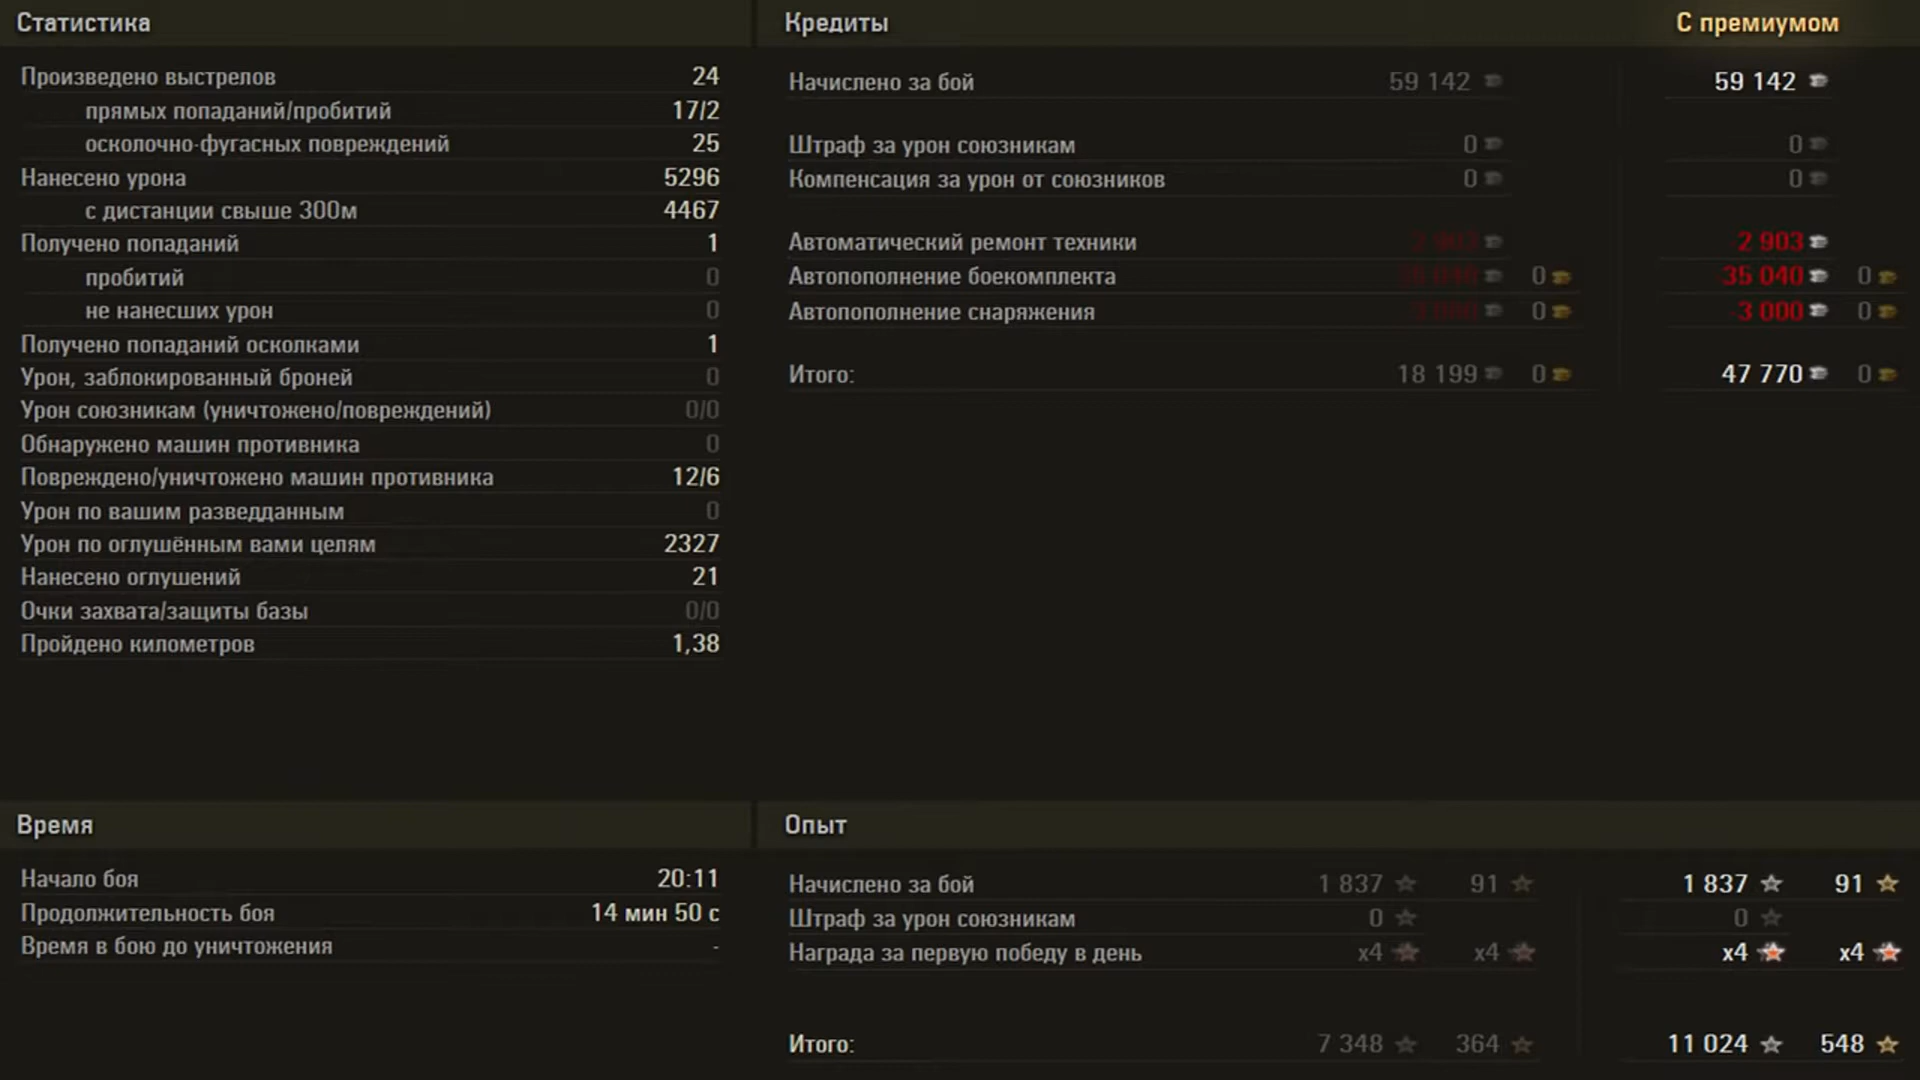 Статистика
Произведено выстрелов 24
прямых попаданий/пробитий 17/2
осколочно-фугасных повреждений 25
Нанесено урона 5296
с дистанции свыше 300м 4467
Получено попаданий 1
пробитий 0
не нанесших урон 0
Получено попаданий осколками 1
Урон, заблокированный броней 0
Урон союзникам (уничтожено/повреждений) 0/0
Обнаружено машин противника 0
Повреждено/уничтожено машин противника 12/6
Урон по вашим разведданным 0
Урон по оглушённым вами целям 2327
Нанесено оглушений 21
Очки захвата/защиты базы 0/0
Пройдено километров 1,38
Кредиты С премиумом
Начислено за бой 59 142 59 142
Штраф за урон союзникам 0 0
Компенсация за урон от союзников 0 0
Автоматический ремонт техники -2 903
Автопополнение боекомплекта 0 -35 040 0
Автопополнение снаряжения 0 -3 000 0
Итого: 18 199 0 47 770 0
Время
Начало боя 20:11
Продолжительность боя 14 мин 50 с
Время в бою до уничтожения -
Опыт
Начислено за бой 1 837 91 1 837 91
Штраф за урон союзникам 0 0
Награда за первую победу в день x4 x4 x4 x4
Итого: 7 348 364 11 024 548